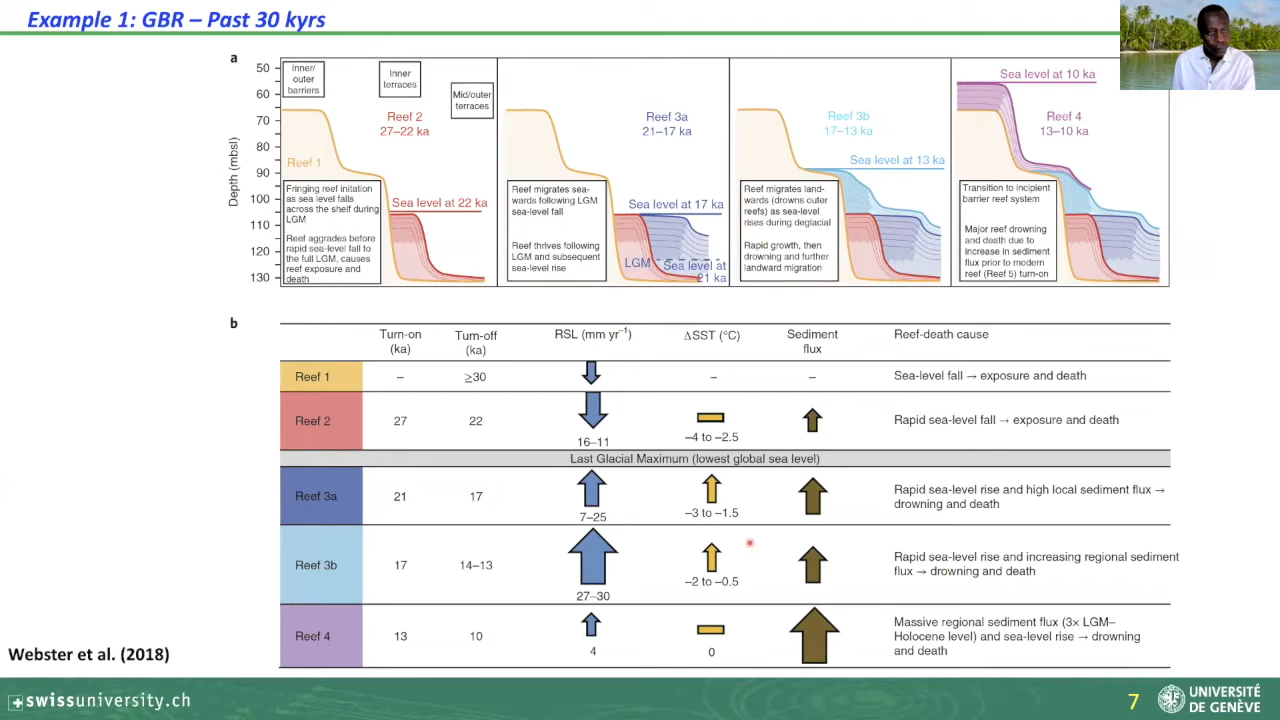 Example 1: GBR – Past 30 kyrs
a
50
60
70
80
90
100
110
120
130
Depth (mbsl)
Inner/
outer
barriers
Inner
terraces
Mid/outer
terraces
Reef 2
27–22 ka
Reef 1
Fringing reef initation
as sea level falls
across the shelf during
LGM
Reef aggrades before
rapid sea-level fall to
the full LGM, causes
reef exposure and
death
Sea level at 22 ka
Reef 3a
21–17 ka
Reef migrates sea-
wards following LGM
sea-level fall
Reef thrives following
LGM and subsequent
sea-level rise
Sea level at 17 ka
LGM
Sea level at
21 ka
Reef 3b
17–13 ka
Sea level at 13 ka
Reef migrates land-
wards (drowns outer
reefs) as sea-level
rises during deglacial
Rapid growth, then
drowning and further
landward migration
Sea level at 10 ka
Reef 4
13–10 ka
Transition to incipient
barrier reef system
Major reef drowning
and death due to
increase in sediment
flux prior to modern
reef (Reef 5) turn-on
b
Turn-on
(ka)
Turn-off
(ka)
RSL (mm yr⁻¹)
ΔSST (°C)
Sediment
flux
Reef-death cause
Reef 1 – ≥30 – – Sea-level fall → exposure and death
Reef 2 27 22 16–11 –4 to –2.5 Rapid sea-level fall → exposure and death
Last Glacial Maximum (lowest global sea level)
Reef 3a 21 17 7–25 –3 to –1.5 Rapid sea-level rise and high local sediment flux →
drowning and death
Reef 3b 17 14–13 27–30 –2 to –0.5 Rapid sea-level rise and increasing regional sediment
flux → drowning and death
Reef 4 13 10 4 0 Massive regional sediment flux (3× LGM–
Holocene level) and sea-level rise → drowning
and death
Webster et al. (2018)
swissuniversity.ch
7
UNIVERSITÉ
DE GENÈVE